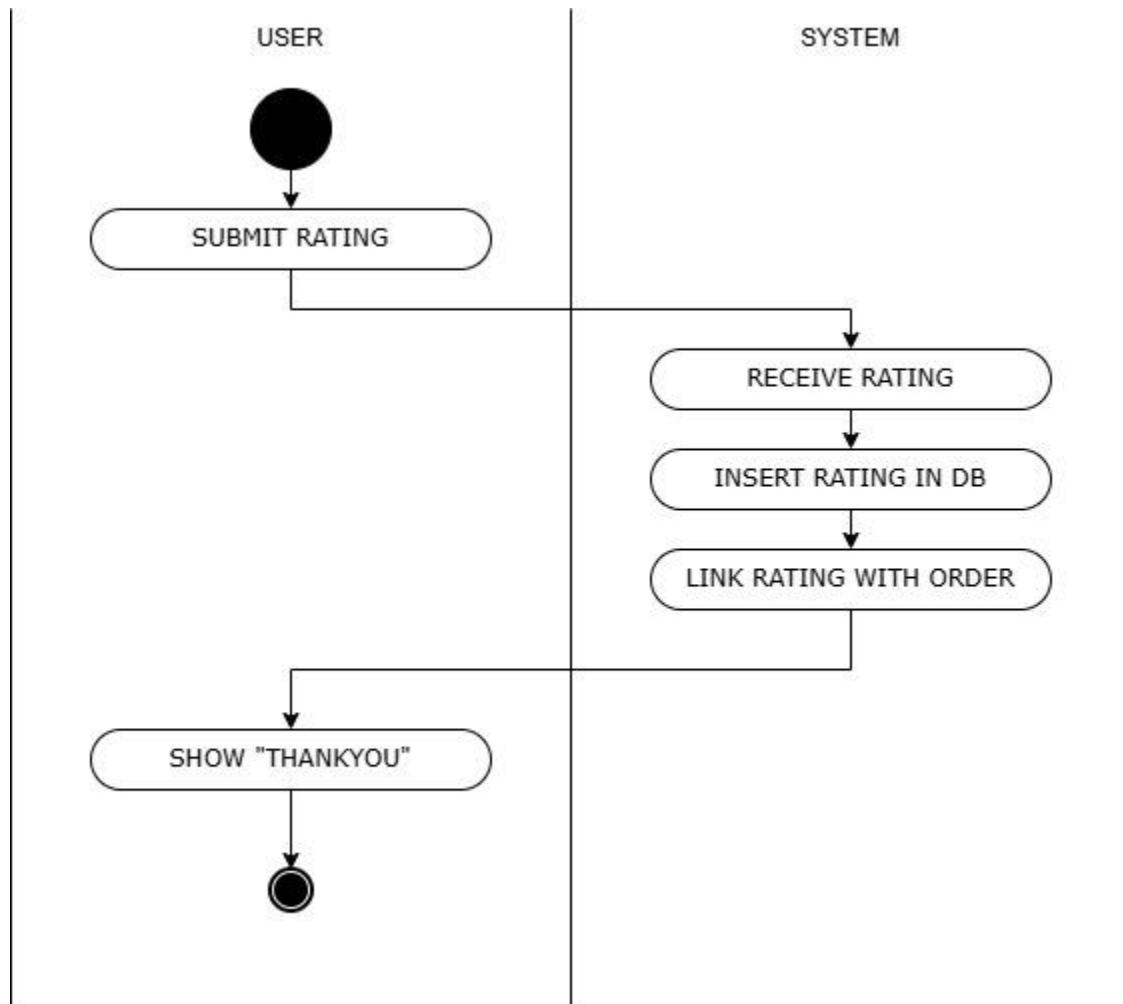 USER
SYSTEM
SUBMIT RATING
RECEIVE RATING
INSERT RATING IN DB
LINK RATING WITH ORDER
SHOW "THANKYOU"